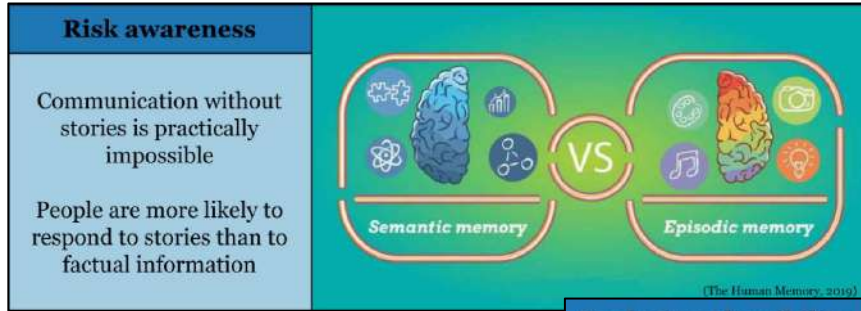 Risk awareness
Communication without
stories is practically
impossible
People are more likely to
respond to stories than to
factual information
VS
Semantic memory
Episodic memory
(The Human Memory, 2019)